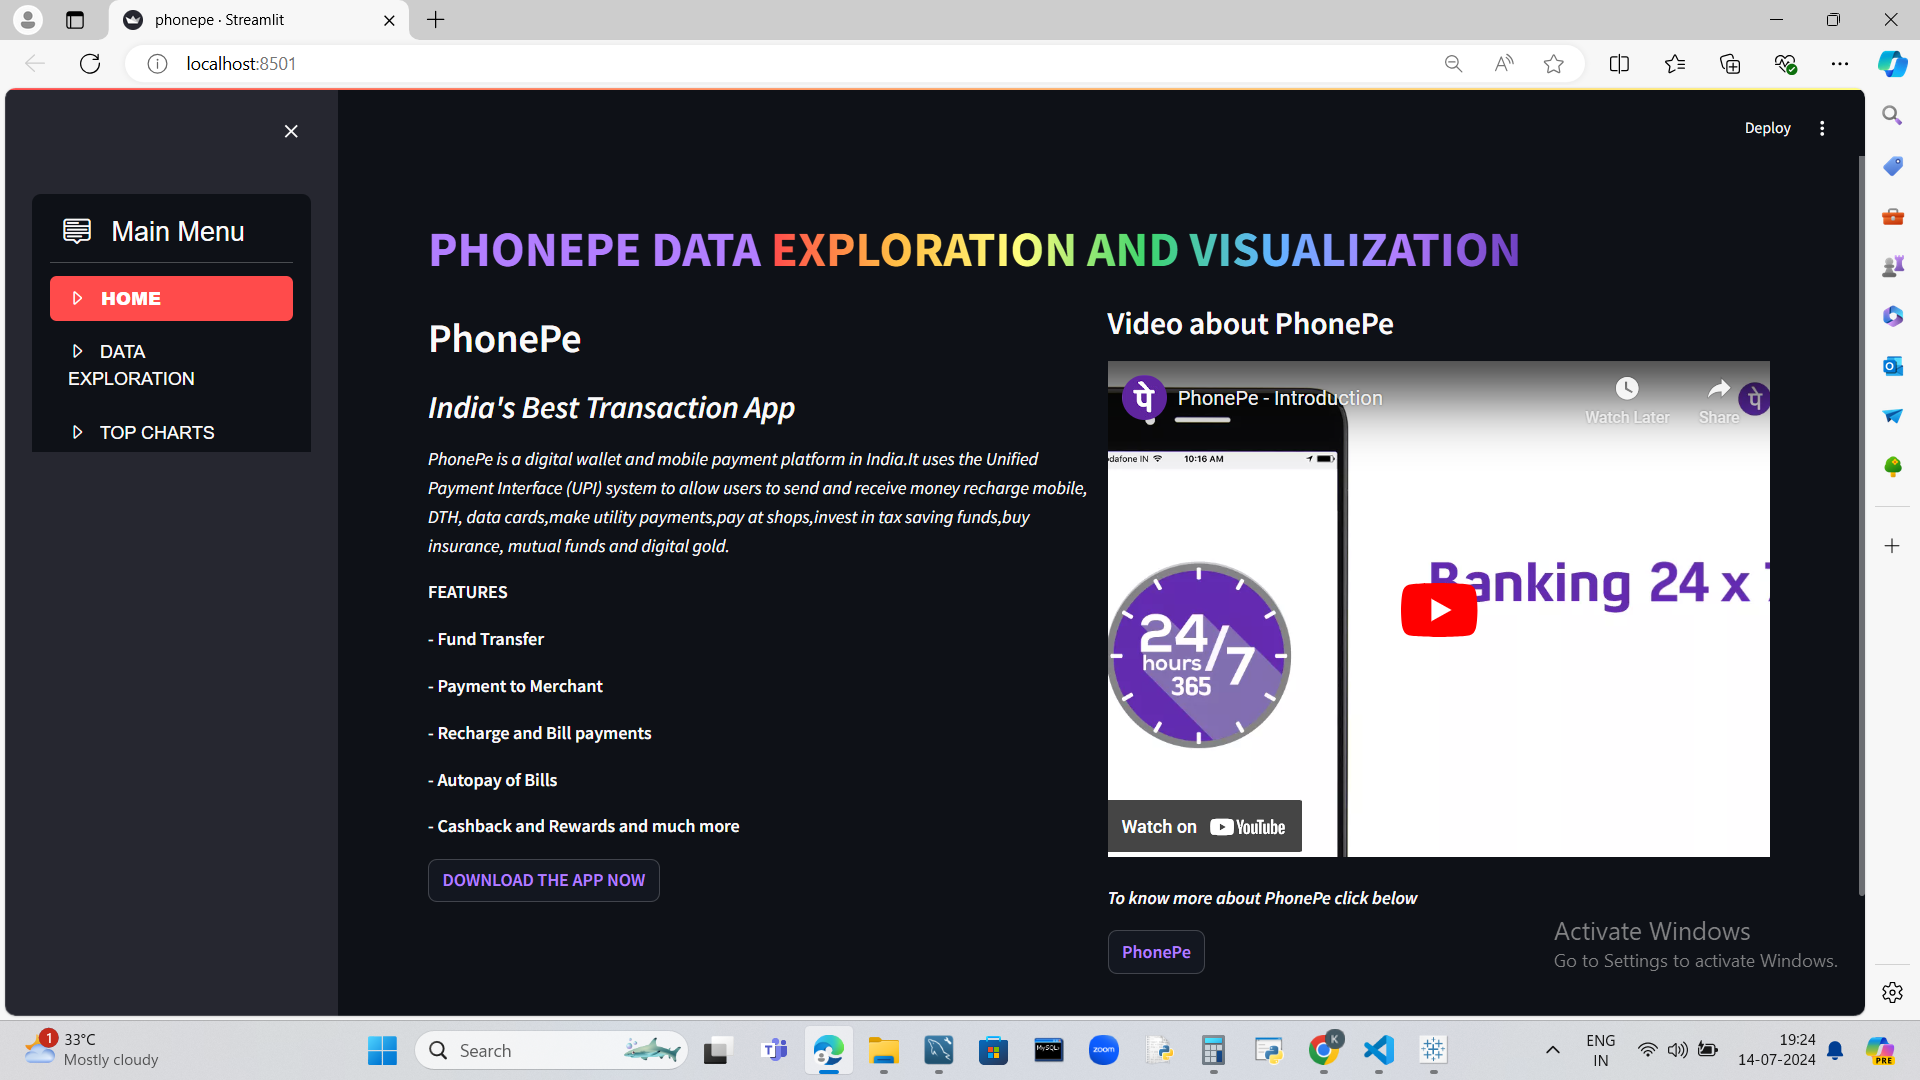 phonepe · Streamlit
localhost:8501
Deploy
Main Menu
HOME
DATA
EXPLORATION
TOP CHARTS
PHONEPE DATA EXPLORATION AND VISUALIZATION
PhonePe
India's Best Transaction App
PhonePe is a digital wallet and mobile payment platform in India.It uses the Unified
Payment Interface (UPI) system to allow users to send and receive money recharge mobile,
DTH, data cards,make utility payments,pay at shops,invest in tax saving funds,buy
insurance, mutual funds and digital gold.
FEATURES
- Fund Transfer
- Payment to Merchant
- Recharge and Bill payments
- Autopay of Bills
- Cashback and Rewards and much more
DOWNLOAD THE APP NOW
Video about PhonePe
पे PhonePe - Introduction
Watch Later
Share
पे
dafone IN 10:16 AM
Banking 24 x
24/7
hours
365
Watch on YouTube
To know more about PhonePe click below
PhonePe
Activate Windows
Go to Settings to activate Windows.
1
33°C
Mostly cloudy
Search
MySQL
zoom
K
ENG
IN
19:24
14-07-2024
PRE